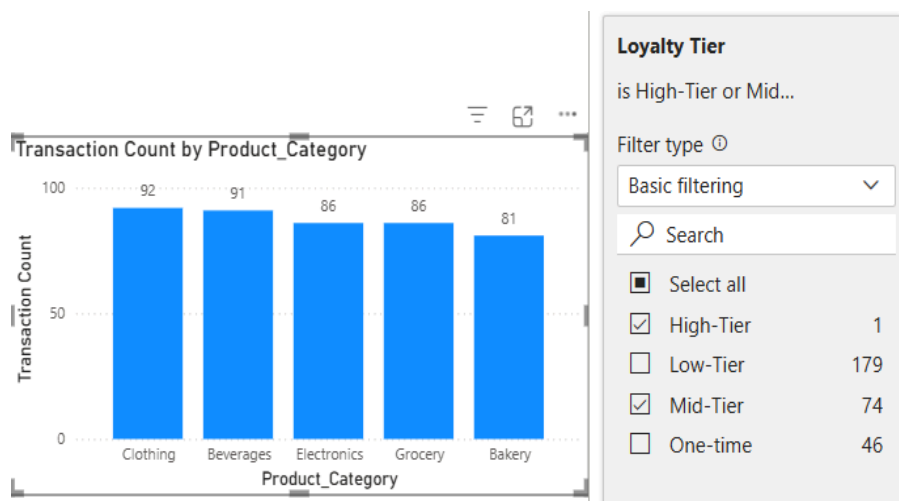 Transaction Count by Product_Category
100
50
0
Transaction Count
92
91
86
86
81
Clothing
Beverages
Electronics
Grocery
Bakery
Product_Category
Loyalty Tier
is High-Tier or Mid...
Filter type
Basic filtering
Search
Select all
High-Tier 1
Low-Tier 179
Mid-Tier 74
One-time 46